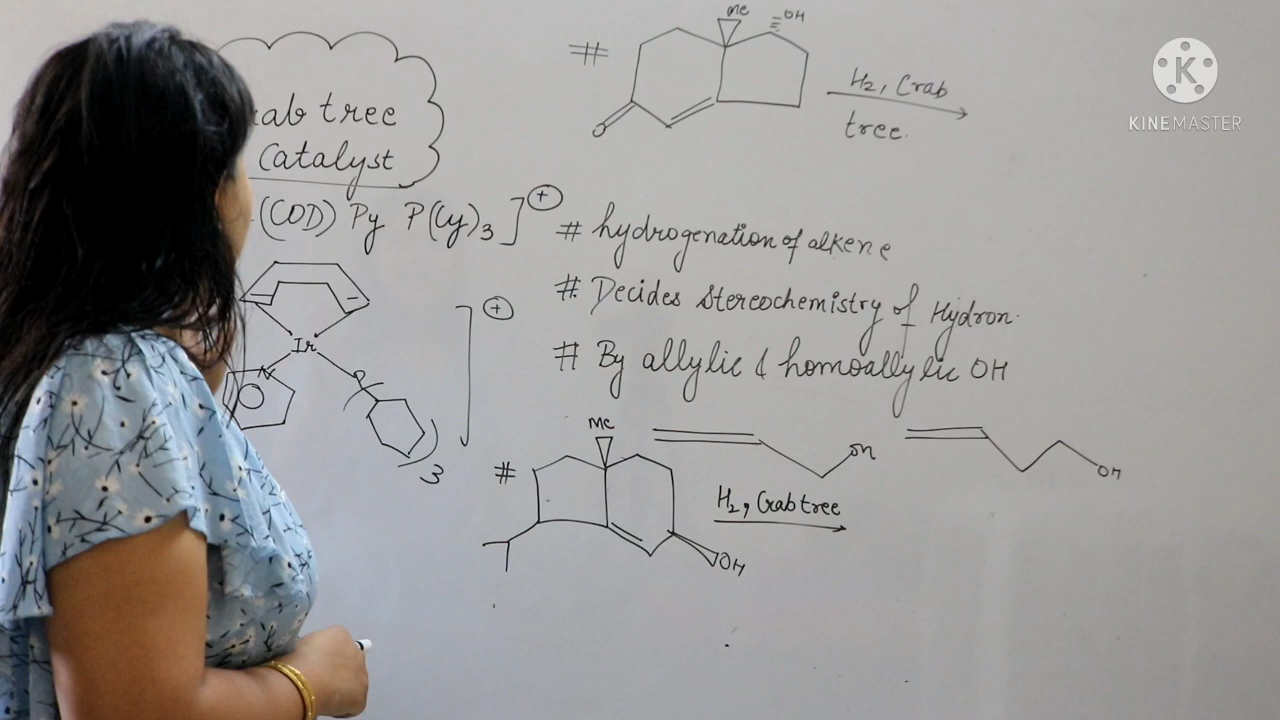 Me
OH
#
O
H2, Crab
tree.
KINEMASTER
ab tree
Catalyst
(COD) Py P(Cy)3]+
# hydrogenation of alkene
#. Decides Stereochemistry of Hydron.
# By allylic & homoallylic OH
]+
Ir
N
P
)3
Me
#
H2, Crabtree
OH
OH
OH